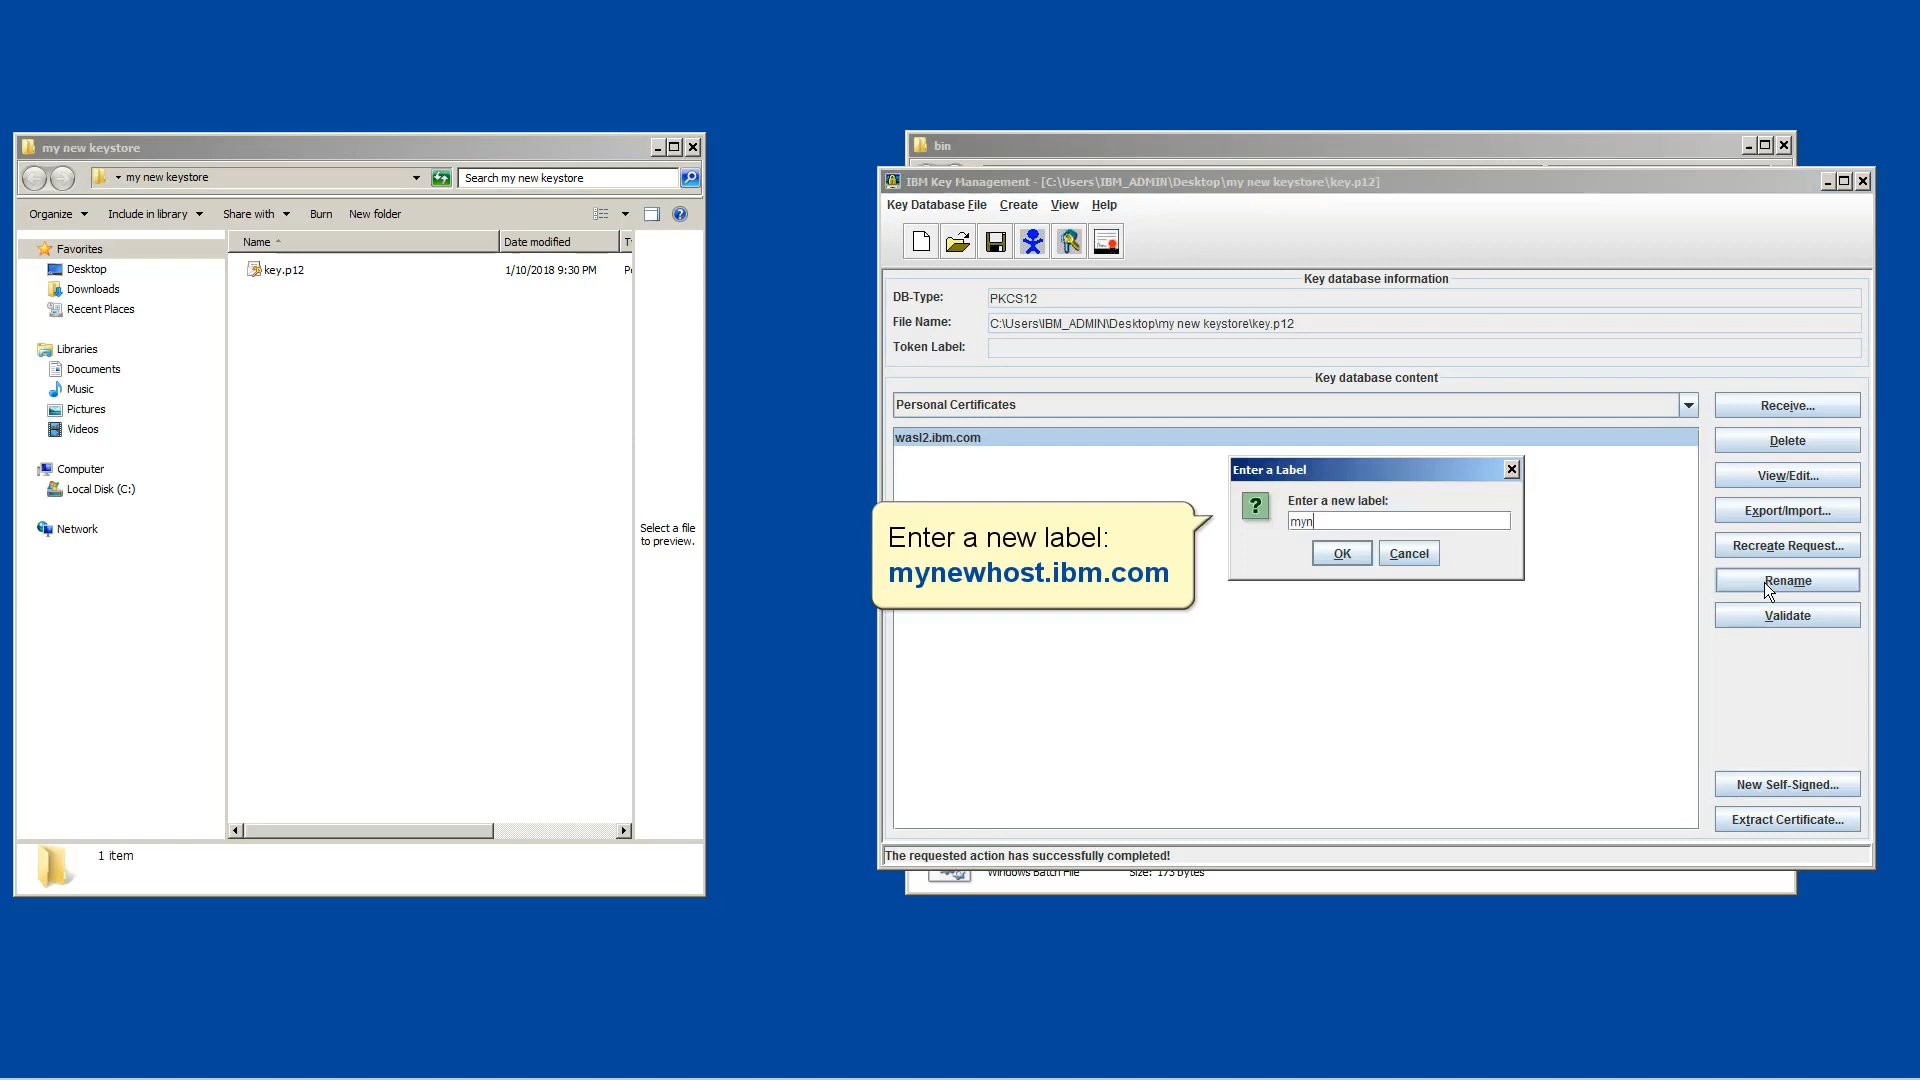 my new keystore
my new keystore
Search my new keystore
Organize
Include in library
Share with
Burn
New folder
Favorites
Desktop
Downloads
Recent Places
Libraries
Documents
Music
Pictures
Videos
Computer
Local Disk (C:)
Network
Name
Date modified
key.p12
1/10/2018 9:30 PM
Select a file
to preview.
1 item
bin
IBM Key Management - [C:\Users\IBM_ADMIN\Desktop\my new keystore\key.p12]
Key Database File
Create
View
Help
Key database information
DB-Type:
PKCS12
File Name:
C:\Users\IBM_ADMIN\Desktop\my new keystore\key.p12
Token Label:
Key database content
Personal Certificates
wasl2.ibm.com
Enter a Label
Enter a new label:
myn
OK
Cancel
Enter a new label:
mynewhost.ibm.com
Receive...
Delete
View/Edit...
Export/Import...
Recreate Request...
Rename
Validate
New Self-Signed...
Extract Certificate...
The requested action has successfully completed!
Windows Batch File
Size: 173 bytes